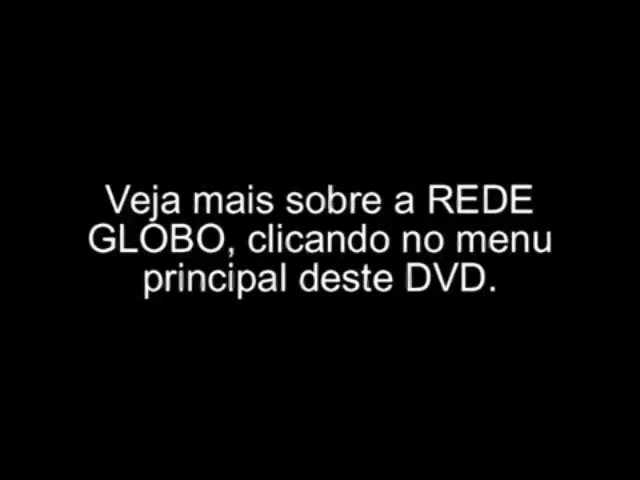 Veja mais sobre a REDE
GLOBO, clicando no menu
principal deste DVD.